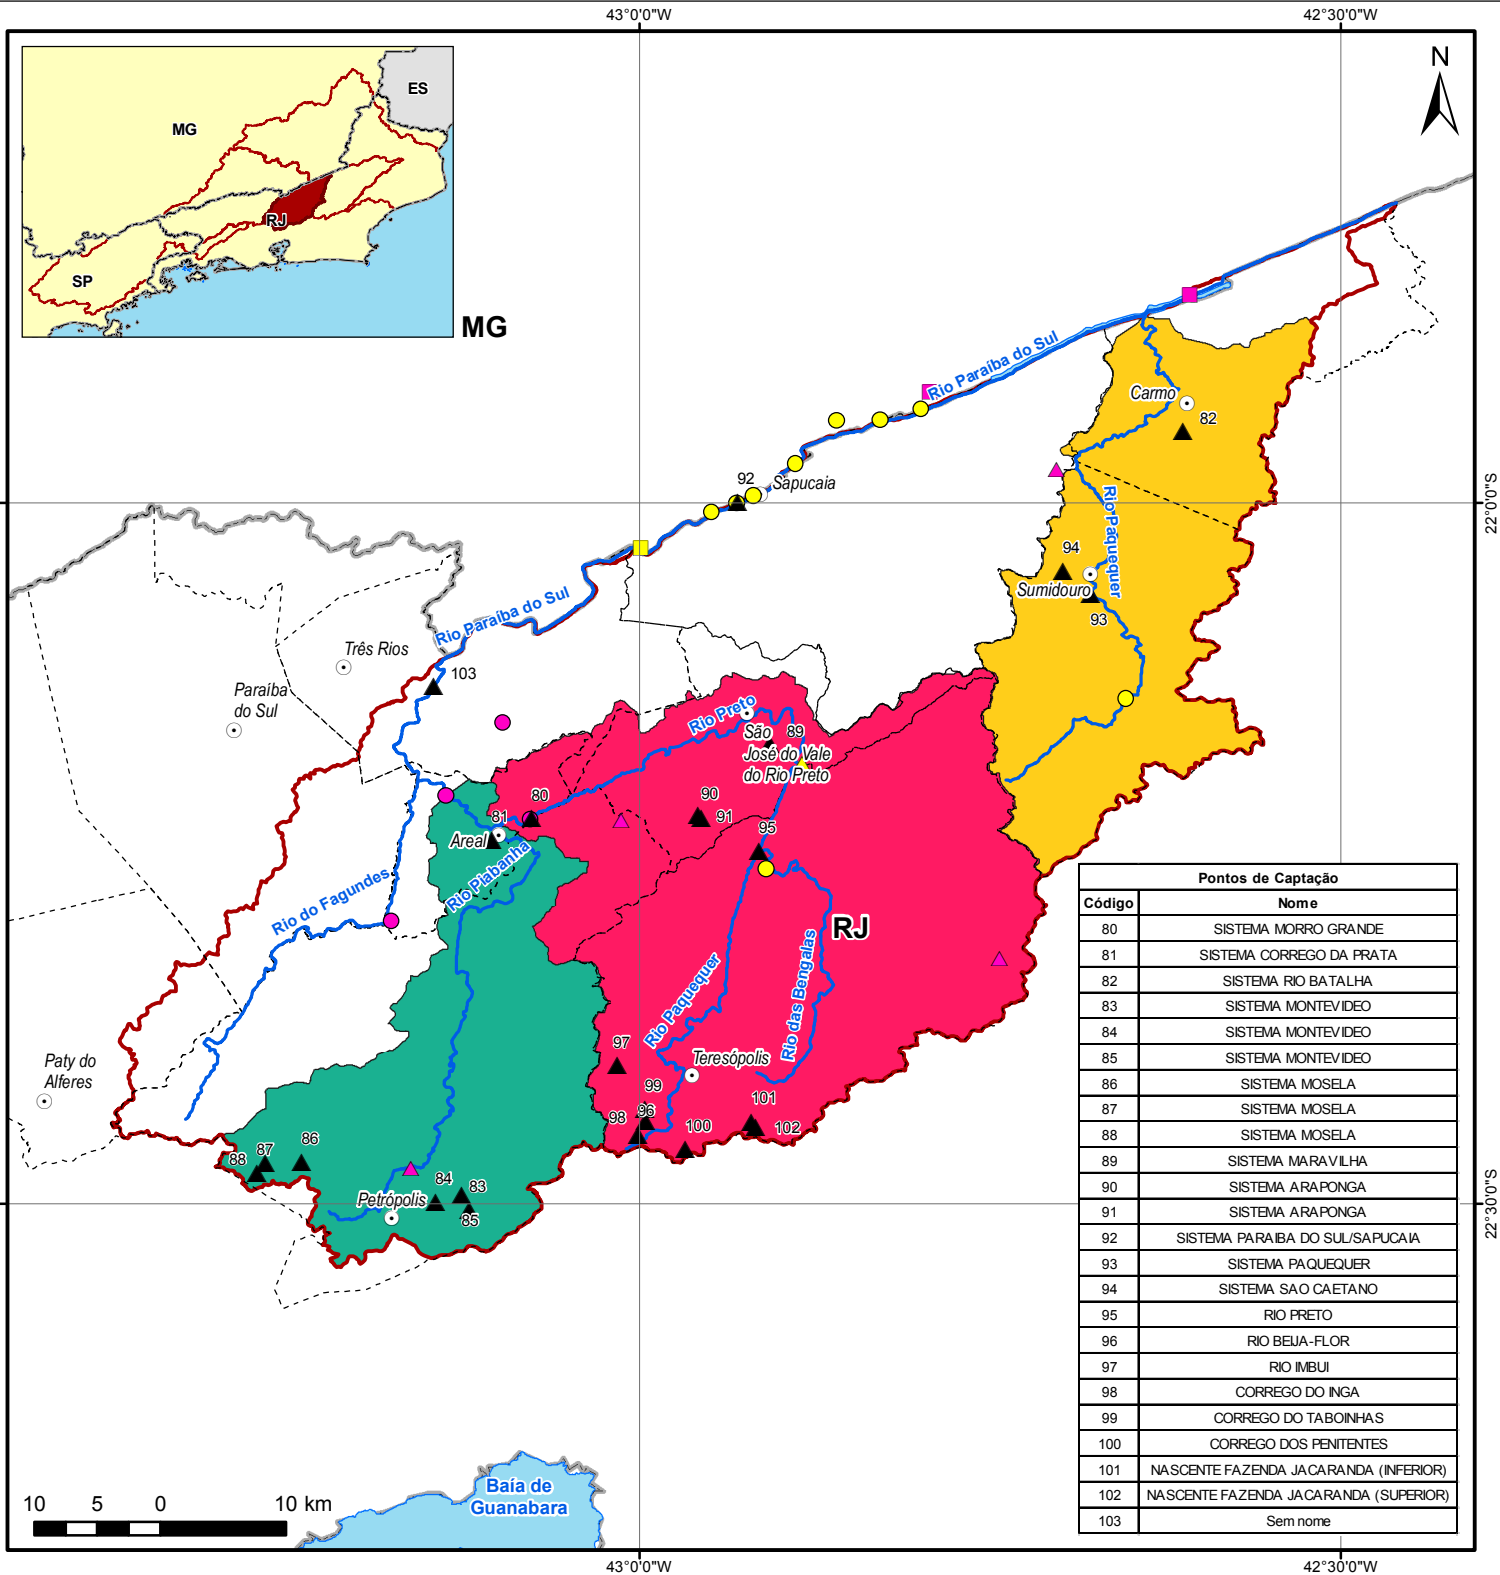 43°0'0"W
42°30'0"W
ES
MG
RJ
SP
N
MG
Rio Paraíba do Sul
Carmo
82
92
Sapucaia
22°0'0"S
Rio Paquequer
94
Sumidouro
93
Rio Paraíba do Sul
Três Rios
103
Paraíba
do Sul
Rio Preto
São
José do Vale
do Rio Preto
89
80
90
91
81
Areal
95
Rio Piabanha
Rio do Fagundes
RJ
Rio Paquequer
Rio das Bengalas
97
Teresópolis
Paty do
Alferes
99
96
98
101
102
100
86
87
88
84
83
85
Petrópolis
22°30'0"S
Pontos de Captação
Código Nome
80 SISTEMA MORRO GRANDE
81 SISTEMA CORREGO DA PRATA
82 SISTEMA RIO BATALHA
83 SISTEMA MONTEVIDEO
84 SISTEMA MONTEVIDEO
85 SISTEMA MONTEVIDEO
86 SISTEMA MOSELA
87 SISTEMA MOSELA
88 SISTEMA MOSELA
89 SISTEMA MARAVILHA
90 SISTEMA ARAPONGA
91 SISTEMA ARAPONGA
92 SISTEMA PARAIBA DO SUL/SAPUCAIA
93 SISTEMA PAQUEQUER
94 SISTEMA SAO CAETANO
95 RIO PRETO
96 RIO BEIJA-FLOR
97 RIO IMBUI
98 CORREGO DO INGA
99 CORREGO DO TABOINHAS
100 CORREGO DOS PENITENTES
101 NASCENTE FAZENDA JACARANDA (INFERIOR)
102 NASCENTE FAZENDA JACARANDA (SUPERIOR)
103 Sem nome
Baía de
Guanabara
10 5 0 10 km
43°0'0"W
42°30'0"W